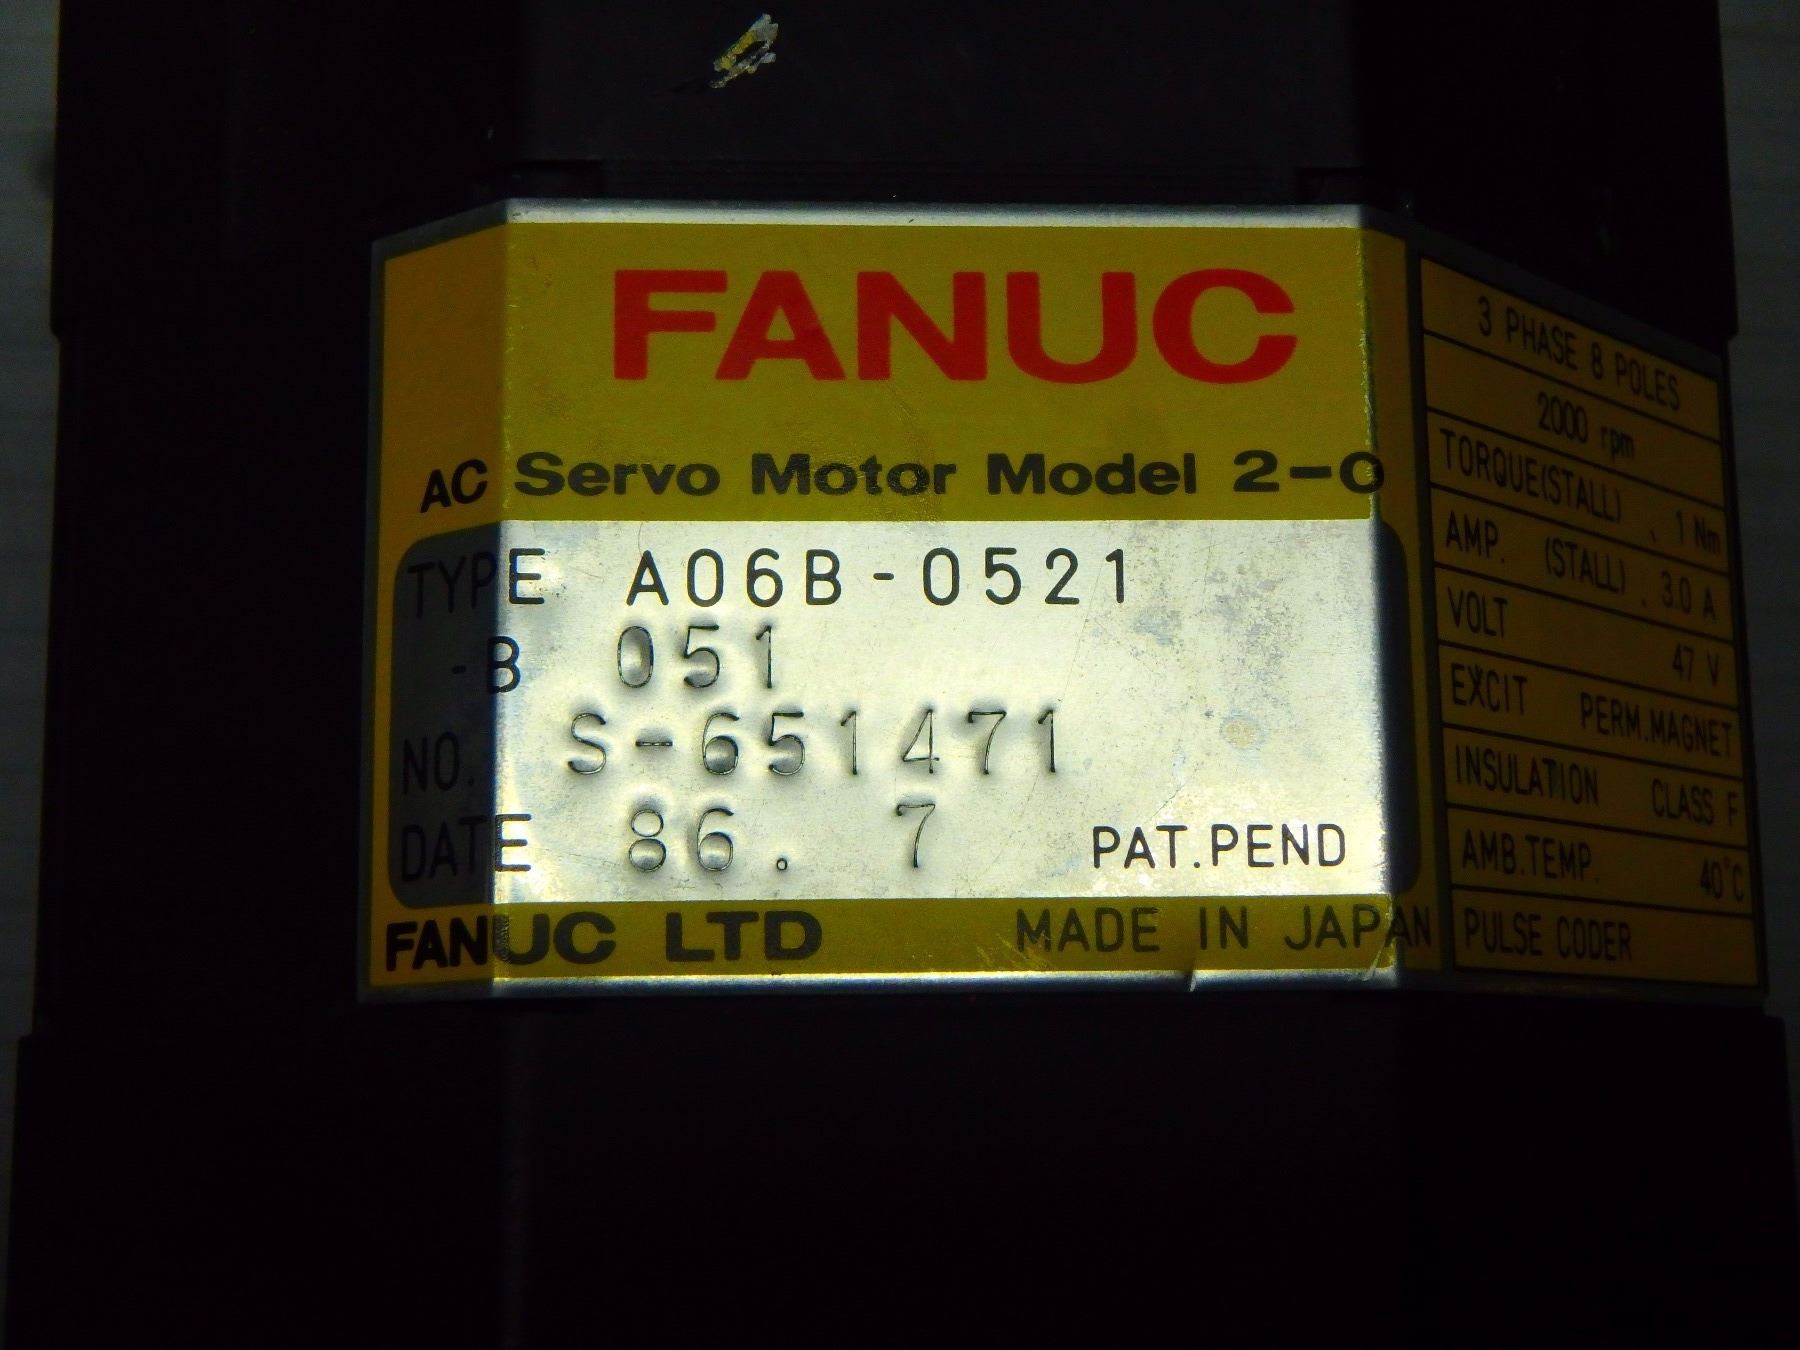 FANUC
AC Servo Motor Model 2-0
TYPE A06B-0521
-B 051
NO. S-651471
DATE 86. 7 PAT.PEND
FANUC LTD MADE IN JAPAN
3 PHASE 8 POLES
2000 rpm
TORQUE(STALL) . 1 Nm
AMP. (STALL) . 3.0 A
VOLT 47 V
EXCIT PERM.MAGNET
INSULATION CLASS F
AMB.TEMP. 40°C
PULSE CODER